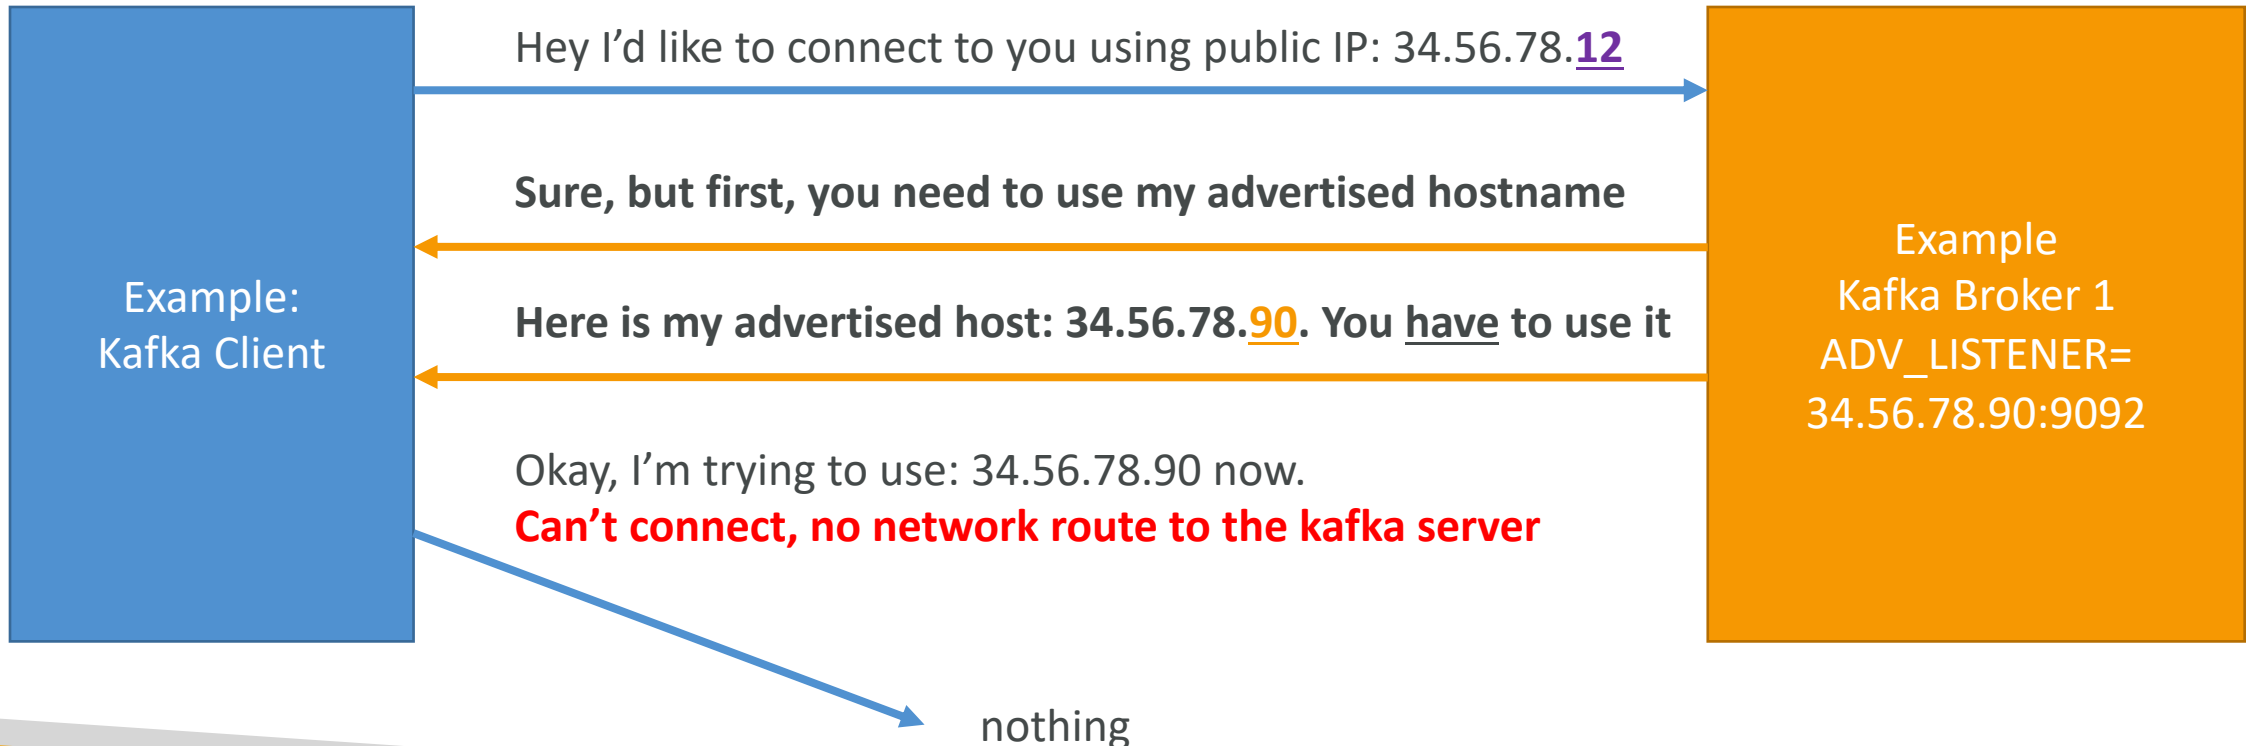 Hey I’d like to connect to you using public IP: 34.56.78.12
Sure, but first, you need to use my advertised hostname
Here is my advertised host: 34.56.78.90. You have to use it
Okay, I’m trying to use: 34.56.78.90 now.
Can’t connect, no network route to the kafka server
nothing
Example:
Kafka Client
Example
Kafka Broker 1
ADV_LISTENER=
34.56.78.90:9092